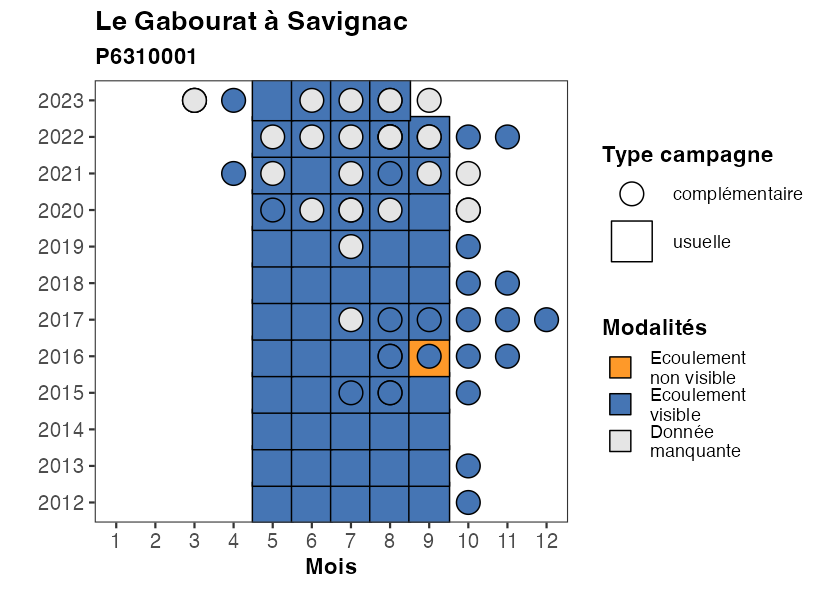 Le Gabourat à Savignac
P6310001
2023
2022
2021
2020
2019
2018
2017
2016
2015
2014
2013
2012
1 2 3 4 5 6 7 8 9 10 11 12
Mois
Type campagne
complémentaire
usuelle
Modalités
Ecoulement
non visible
Ecoulement
visible
Donnée
manquante